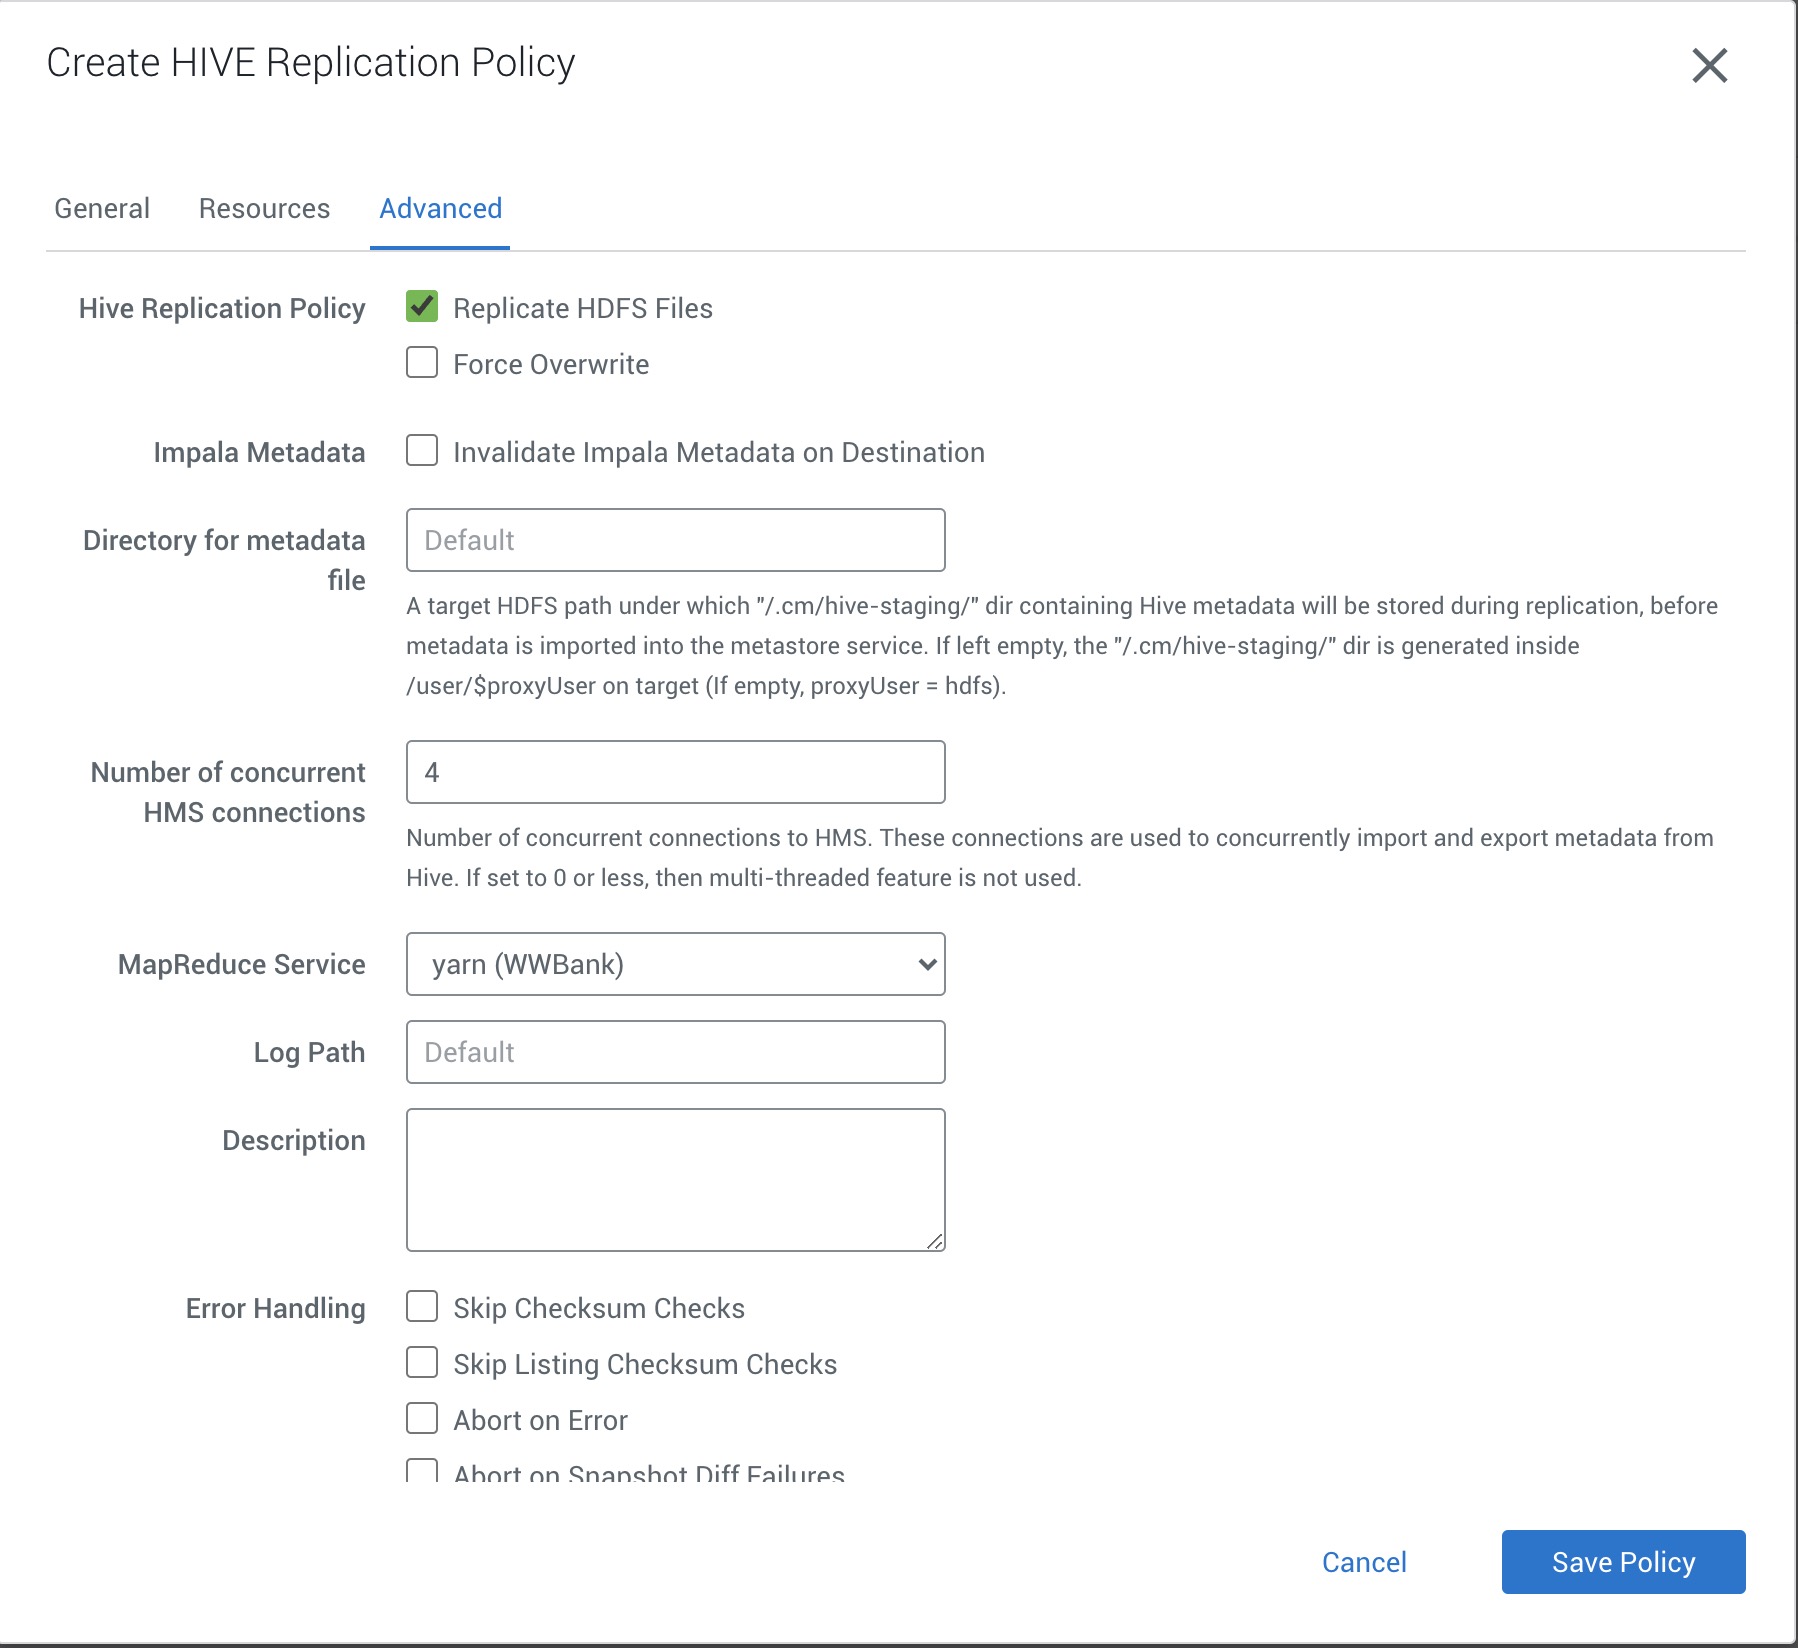 Create HIVE Replication Policy
General Resources Advanced
Hive Replication Policy Replicate HDFS Files
Force Overwrite
Impala Metadata Invalidate Impala Metadata on Destination
Directory for metadata
file
Default
A target HDFS path under which "/.cm/hive-staging/" dir containing Hive metadata will be stored during replication, before
metadata is imported into the metastore service. If left empty, the "/.cm/hive-staging/" dir is generated inside
/user/$proxyUser on target (If empty, proxyUser = hdfs).
Number of concurrent
HMS connections
4
Number of concurrent connections to HMS. These connections are used to concurrently import and export metadata from
Hive. If set to 0 or less, then multi-threaded feature is not used.
MapReduce Service yarn (WWBank)
Log Path Default
Description
Error Handling Skip Checksum Checks
Skip Listing Checksum Checks
Abort on Error
Abort on Snapshot Diff Failures
Cancel Save Policy